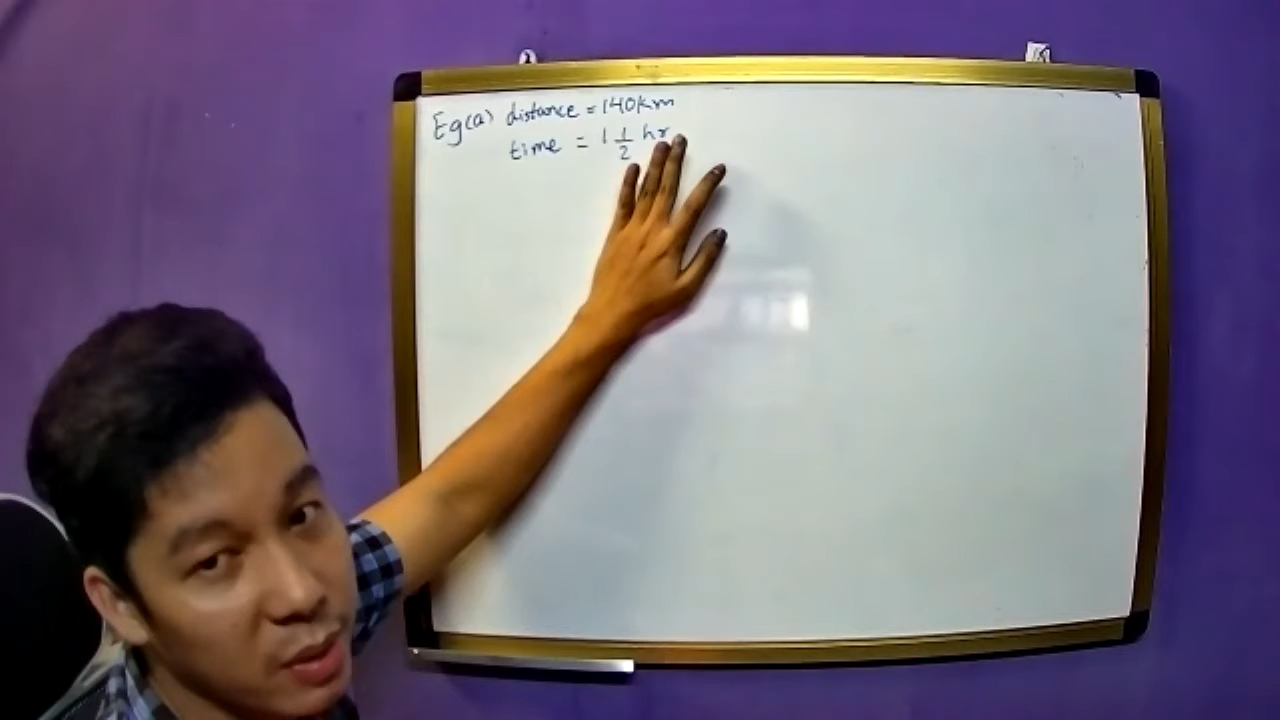 Eg(a) distance = 140km
time = 1 1/2 hr